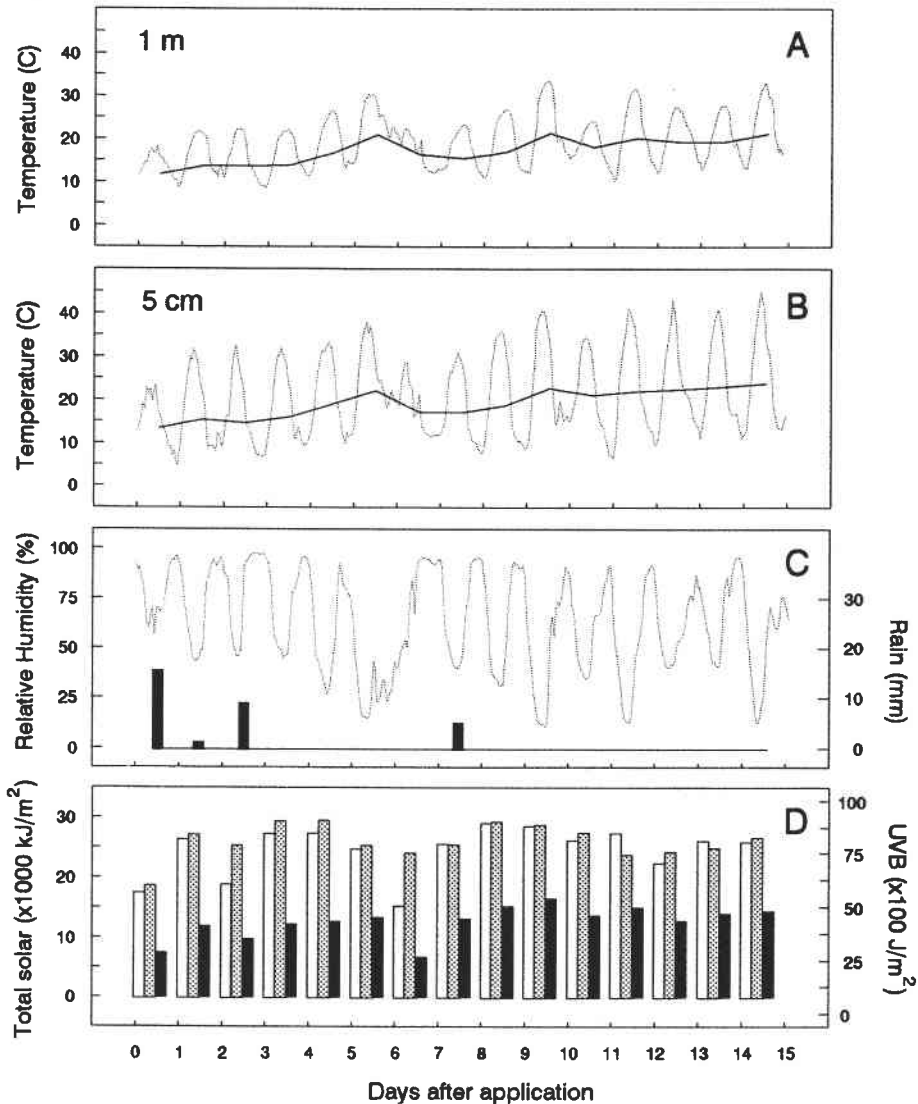 1 m
A
Temperature (C)
40
30
20
10
0
5 cm
B
Temperature (C)
40
30
20
10
0
C
Relative Humidity (%)
100
75
50
25
0
Rain (mm)
30
20
10
0
D
Total solar (x1000 kJ/m²)
30
20
10
0
UVB (x100 J/m²)
100
75
50
25
0
0 1 2 3 4 5 6 7 8 9 10 11 12 13 14 15
Days after application